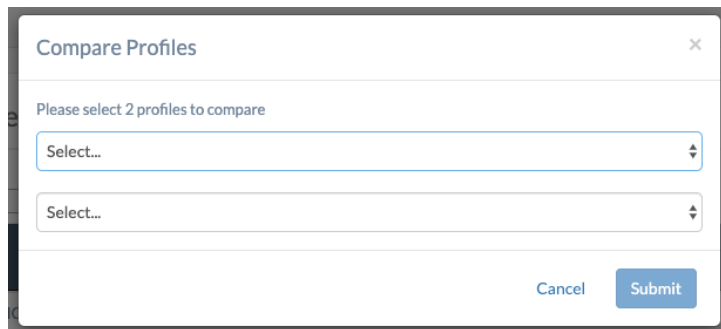 Compare Profiles ×
Please select 2 profiles to compare
Select...
Select...
Cancel Submit